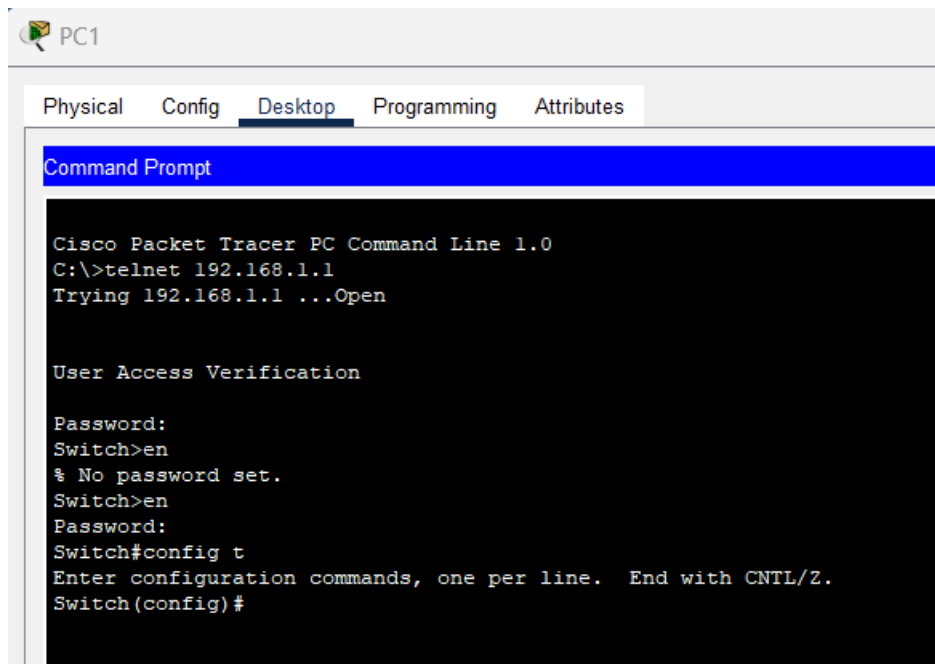 PC1
Physical Config Desktop Programming Attributes
Command Prompt
Cisco Packet Tracer PC Command Line 1.0
C:\>telnet 192.168.1.1
Trying 192.168.1.1 ...Open
User Access Verification
Password:
Switch>en
% No password set.
Switch>en
Password:
Switch#config t
Enter configuration commands, one per line.  End with CNTL/Z.
Switch(config)#